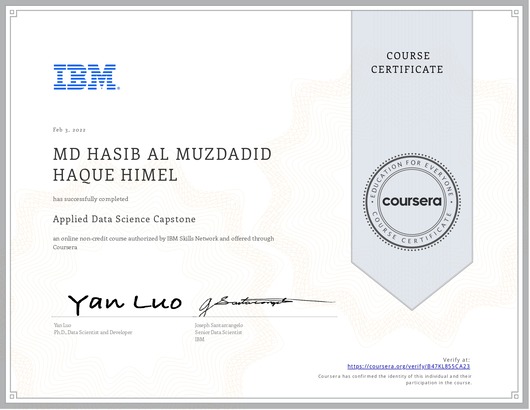 COURSE
CERTIFICATE
IBM
Feb 3, 2022
MD HASIB AL MUZDADID
HAQUE HIMEL
has successfully completed
Applied Data Science Capstone
an online non-credit course authorized by IBM Skills Network and offered through
Coursera
EDUCATION FOR EVERYONE
coursera
COURSE CERTIFICATE
Yan Luo
Yan Luo
Ph.D., Data Scientist and Developer
Joseph Santarcangelo
Senior Data Scientist
IBM
Verify at:
https://coursera.org/verify/B47KLBS5CA23
Coursera has confirmed the identity of this individual and their
participation in the course.